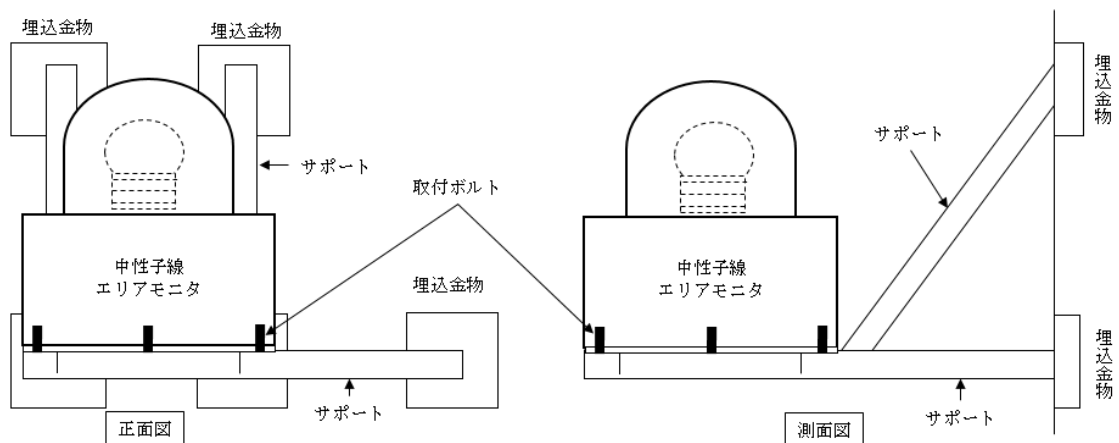 埋込金物
埋込金物
サポート
取付ボルト
中性子線
エリアモニタ
埋込金物
サポート
正面図
埋込金物
サポート
中性子線
エリアモニタ
埋込金物
サポート
測面図